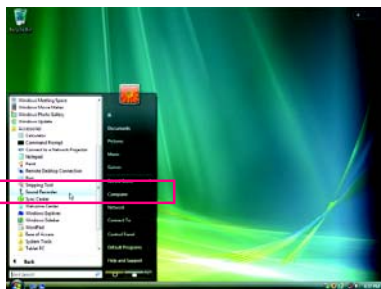 Windows Meeting Space
Windows Movie Maker
Windows Photo Gallery
Windows Update
Accessories
Calculator
Command Prompt
Connect to a Network Projector
Notepad
Paint
Remote Desktop Connection
Run
Snipping Tool
Sound Recorder
Sync Center
Welcome Center
Windows Explorer
Windows Sidebar
WordPad
Ease of Access
System Tools
Tablet PC
Back
Documents
Pictures
Music
Games
Computer
Network
Connect To
Control Panel
Default Programs
Help and Support